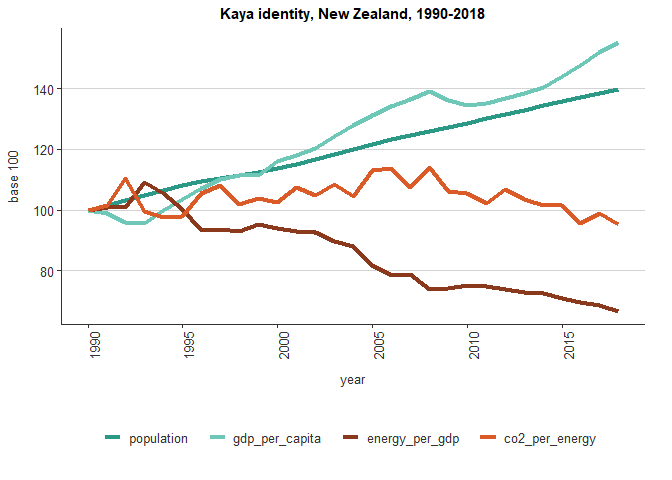 Kaya identity, New Zealand, 1990-2018
base 100
140
120
100
80
1990
1995
2000
2005
2010
2015
year
population
gdp_per_capita
energy_per_gdp
co2_per_energy